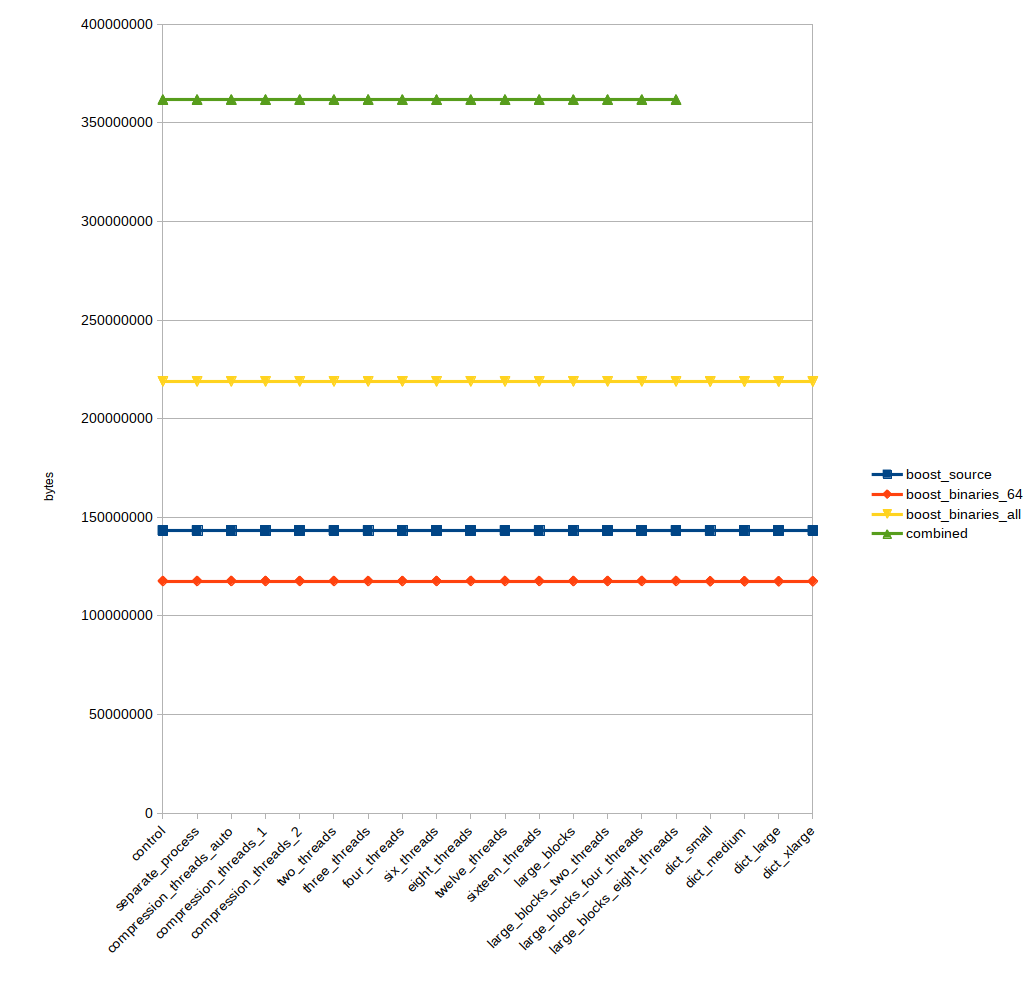 400000000
350000000
300000000
250000000
200000000
150000000
100000000
50000000
0
bytes
control
separate_process
compression_threads_auto
compression_threads_1
compression_threads_2
two_threads
three_threads
four_threads
six_threads
eight_threads
twelve_threads
sixteen_threads
large_blocks
large_blocks_two_threads
large_blocks_four_threads
large_blocks_eight_threads
dict_small
dict_medium
dict_large
dict_xlarge
boost_source
boost_binaries_64
boost_binaries_all
combined